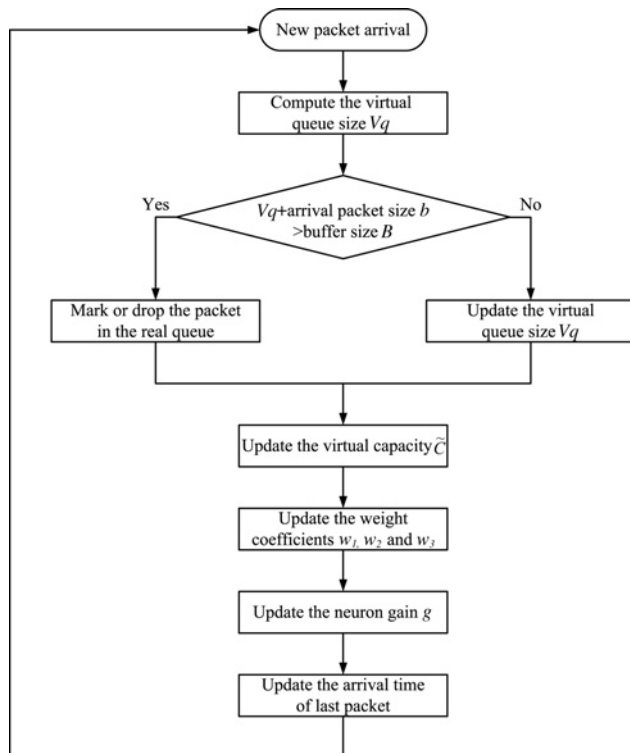 New packet arrival
Compute the virtual
queue size Vq
Yes
Vq+arrival packet size b
>buffer size B
No
Mark or drop the packet
in the real queue
Update the virtual
queue size Vq
Update the virtual capacity C̃
Update the weight
coefficients w1, w2 and w3
Update the neuron gain g
Update the arrival time
of last packet